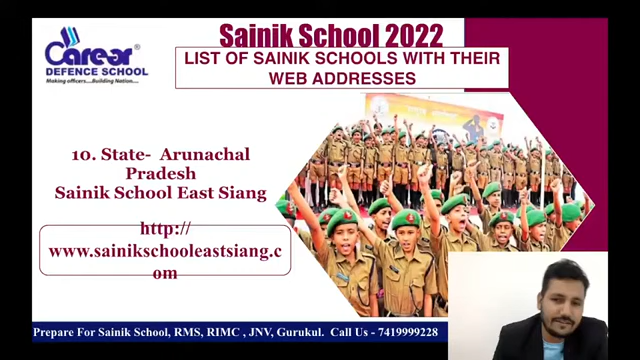 Sainik School 2022
Career®
DEFENCE SCHOOL
Making officers....Building Nation...
LIST OF SAINIK SCHOOLS WITH THEIR
WEB ADDRESSES
10. State- Arunachal
Pradesh
Sainik School East Siang
http://
www.sainikschooleastsiang.c
om
Prepare For Sainik School, RMS, RIMC , JNV, Gurukul. Call Us - 7419999228